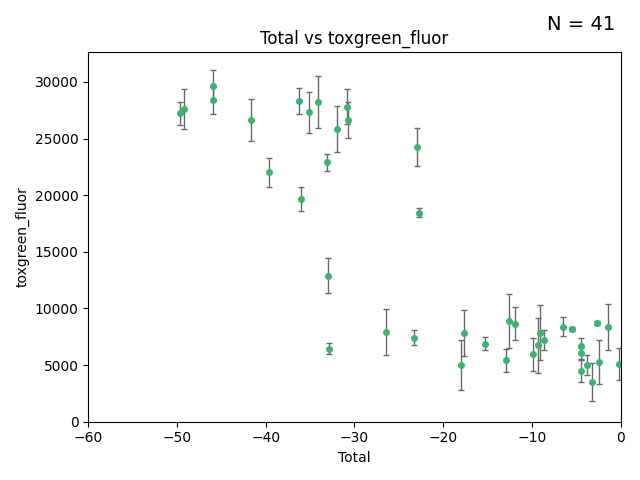 N = 41
Total vs toxgreen_fluor
toxgreen_fluor
30000
25000
20000
15000
10000
5000
0
−60 −50 −40 −30 −20 −10 0
Total